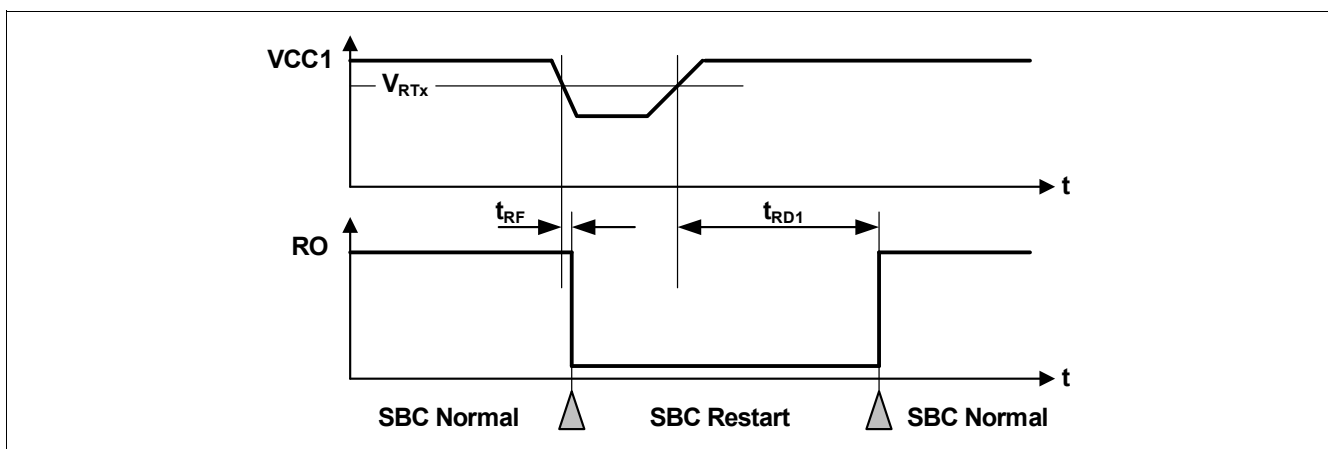 VCC1
VRTx
t
tRF
tRD1
RO
t
SBC Normal
SBC Restart
SBC Normal